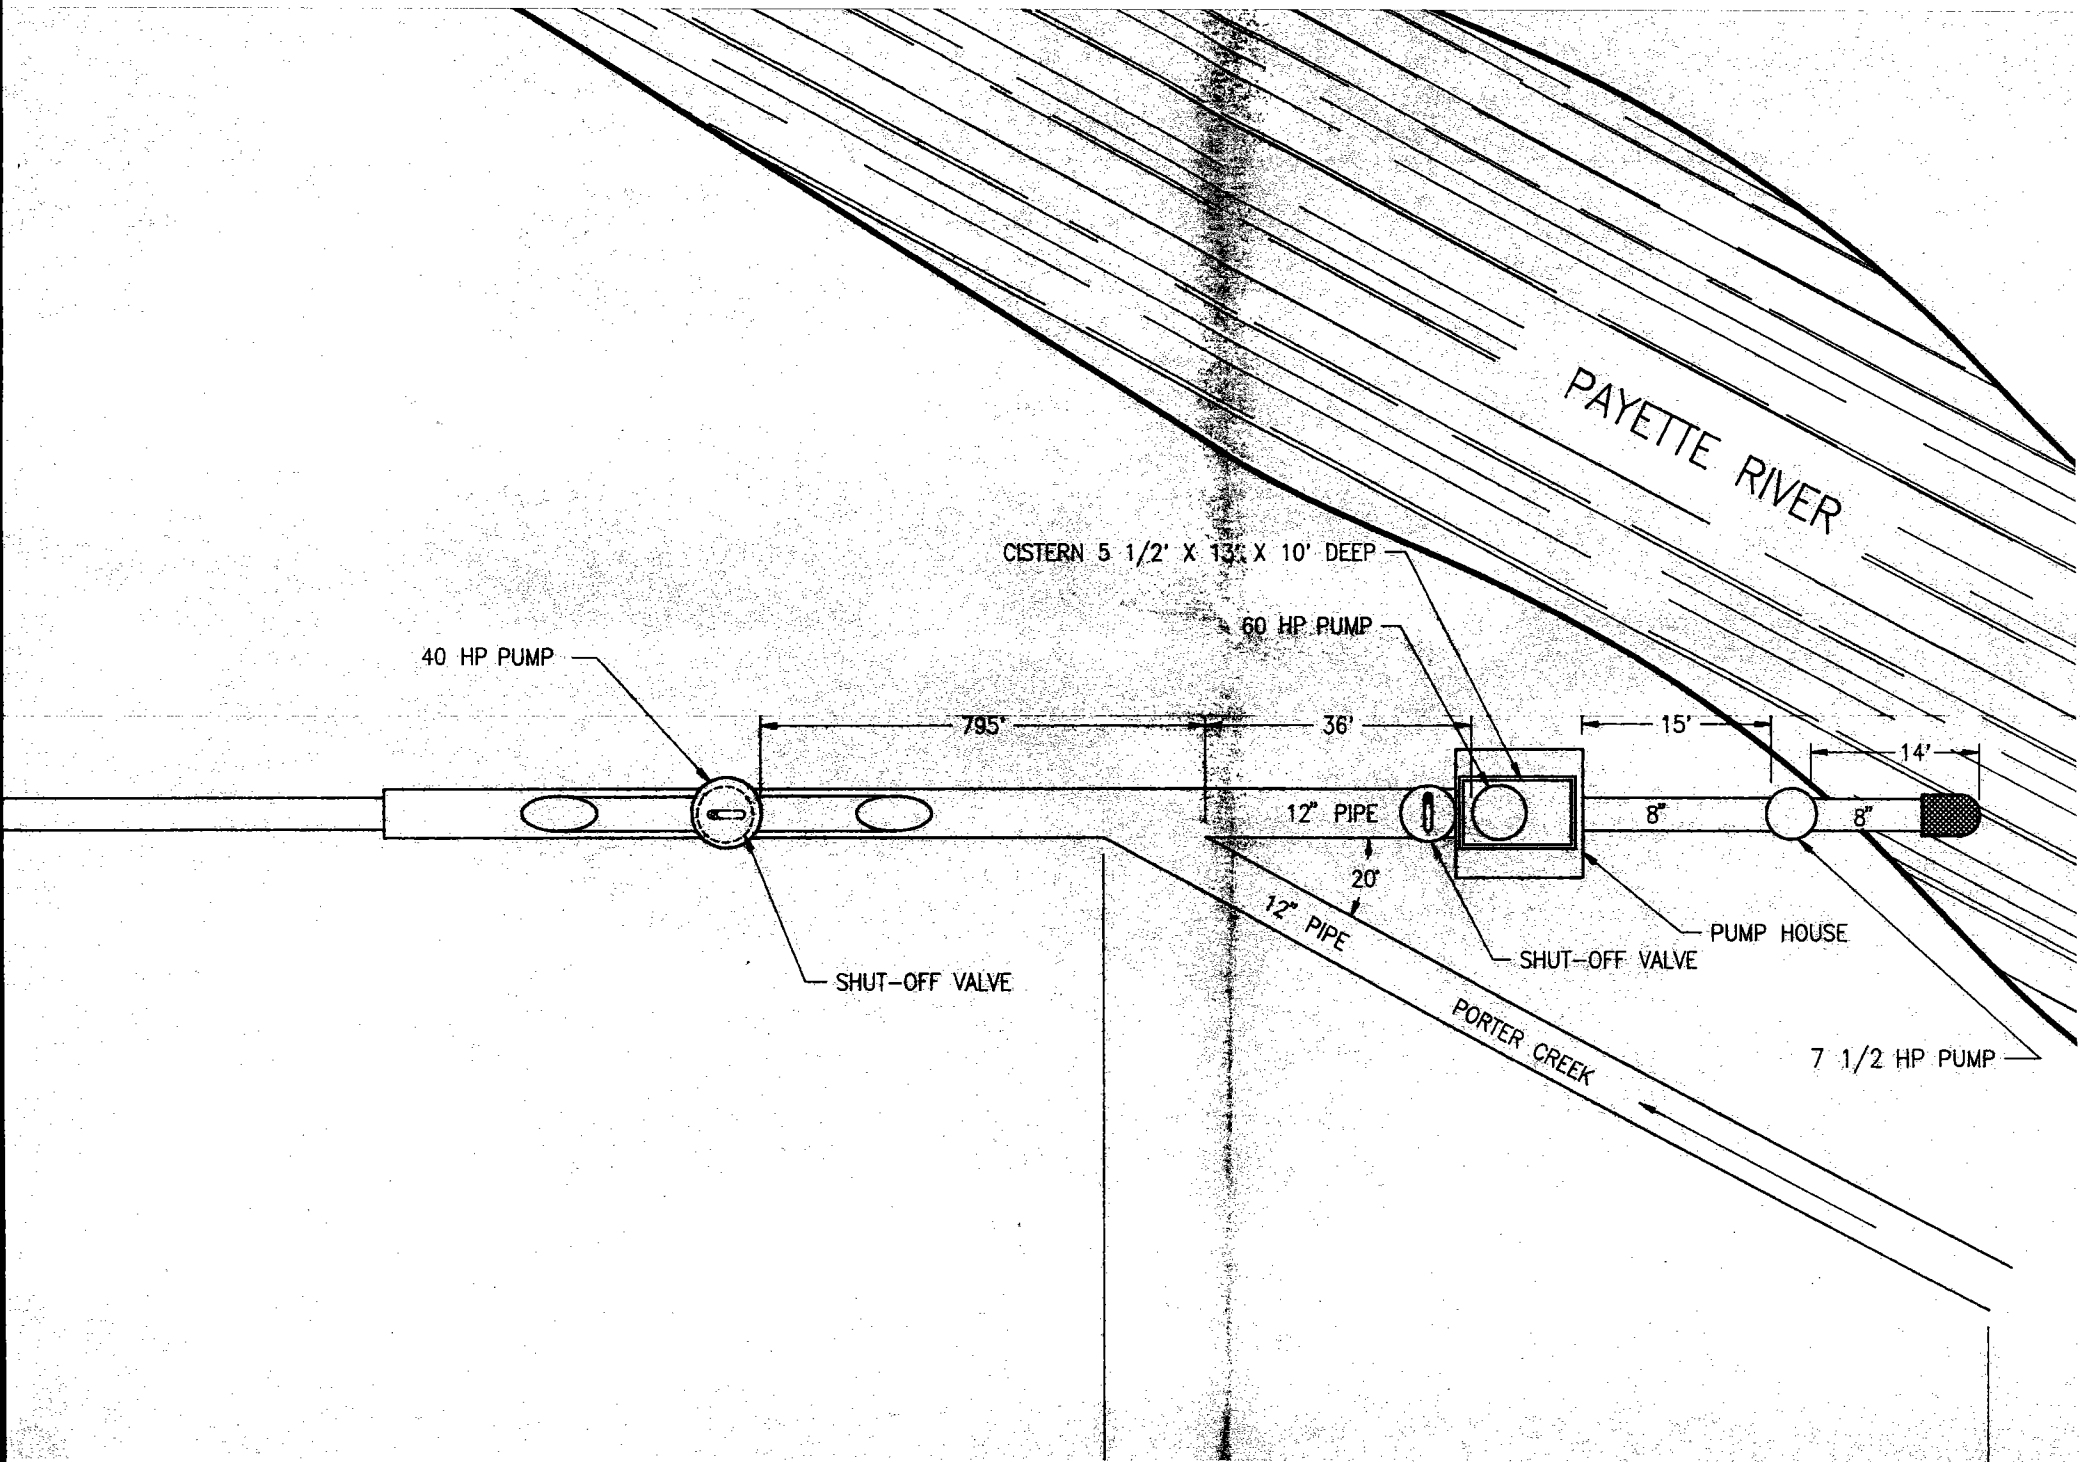 PAYETTE RIVER
CISTERN 5 1/2' X 13' X 10' DEEP
60 HP PUMP
40 HP PUMP
795'
36'
15'
14'
12" PIPE
8"
8"
20°
12" PIPE
PUMP HOUSE
SHUT-OFF VALVE
SHUT-OFF VALVE
PORTER CREEK
7 1/2 HP PUMP